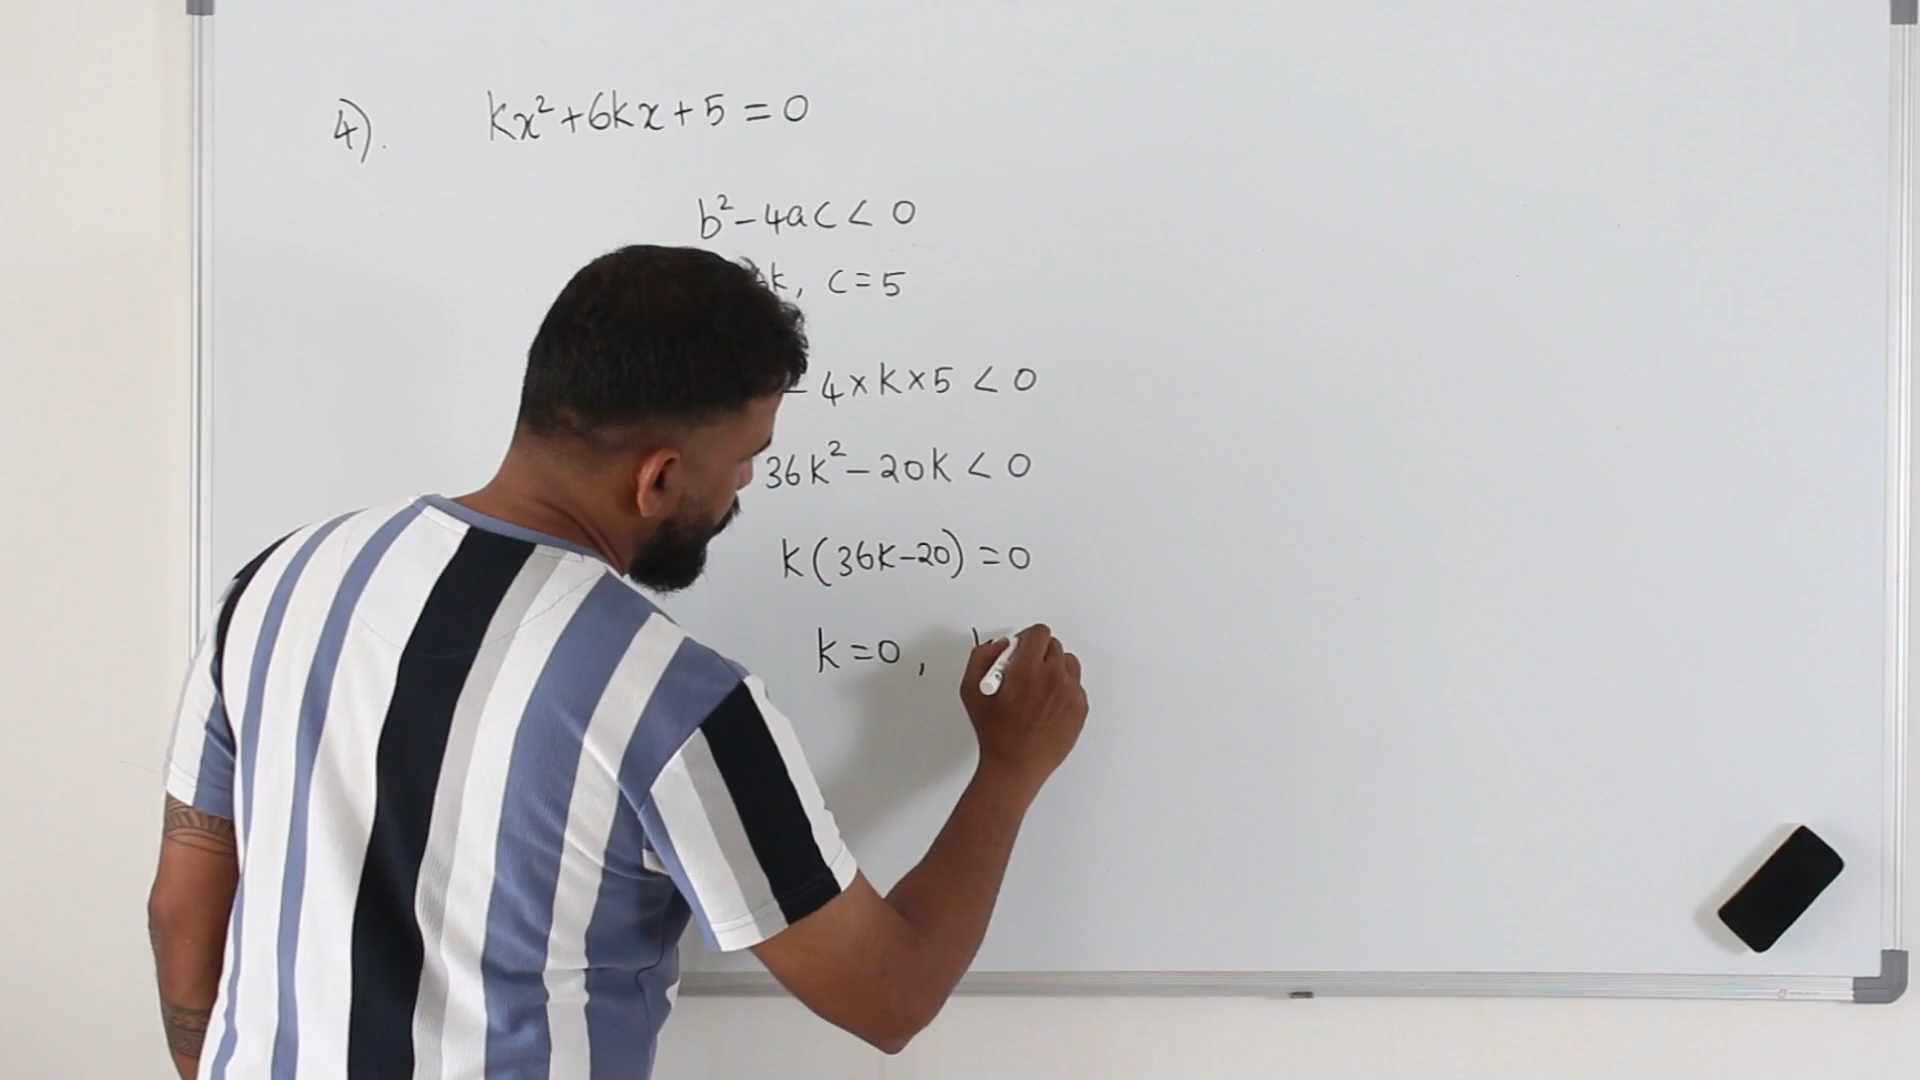 4). kx²+6kx+5=0
b²-4ac<0
k, c=5
- 4×k×5<0
36k²-20k<0
k(36k-20)=0
k=0, k